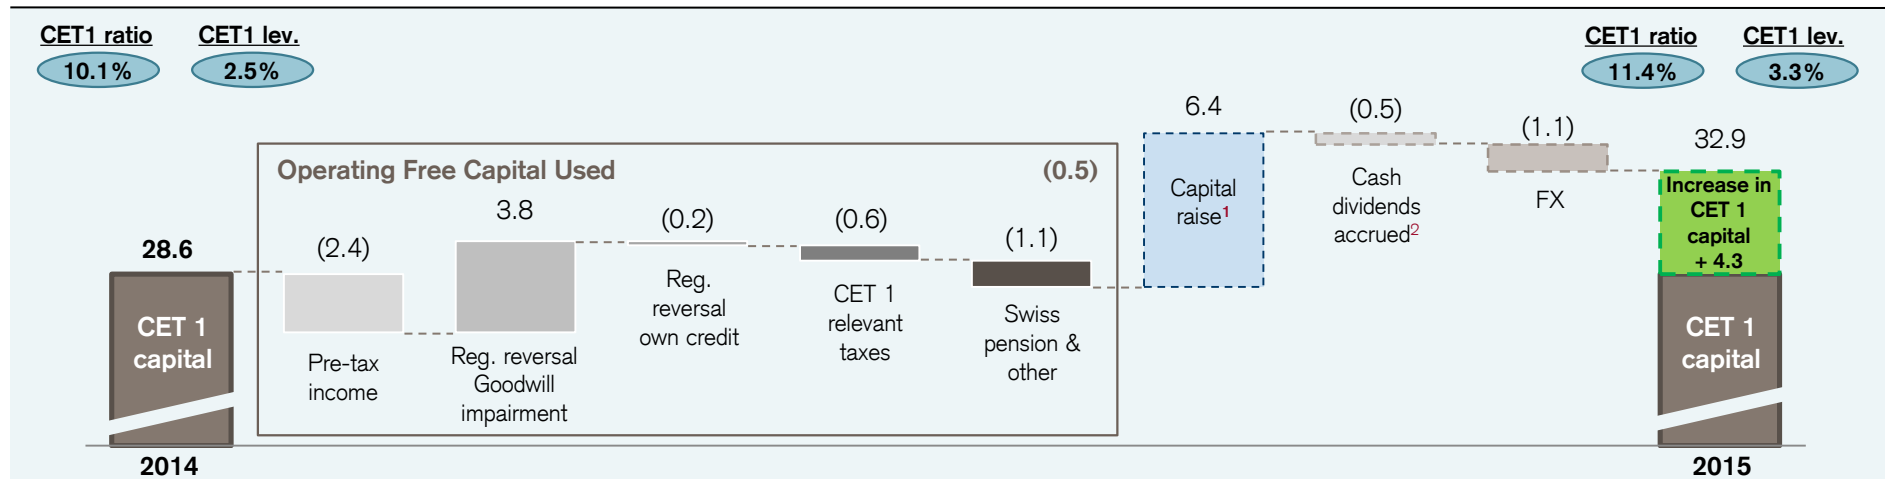 CET1 ratio
10.1%
CET1 lev.
2.5%
CET1 ratio
11.4%
CET1 lev.
3.3%
Operating Free Capital Used
(0.5)
28.6
CET 1
capital
2014
(2.4)
Pre-tax
income
3.8
Reg. reversal
Goodwill
impairment
(0.2)
Reg.
reversal
own credit
(0.6)
CET 1
relevant
taxes
(1.1)
Swiss
pension &
other
6.4
Capital
raise1
(0.5)
Cash
dividends
accrued2
(1.1)
FX
32.9
Increase in
CET 1
capital
+ 4.3
CET 1
capital
2015